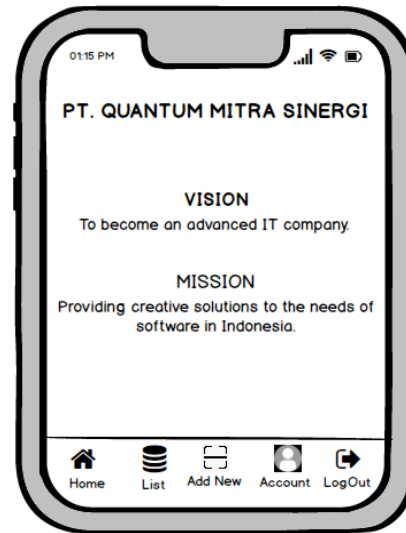 01:15 PM
PT. QUANTUM MITRA SINERGI
VISION
To become an advanced IT company.
MISSION
Providing creative solutions to the needs of
software in Indonesia.
Home List Add New Account LogOut